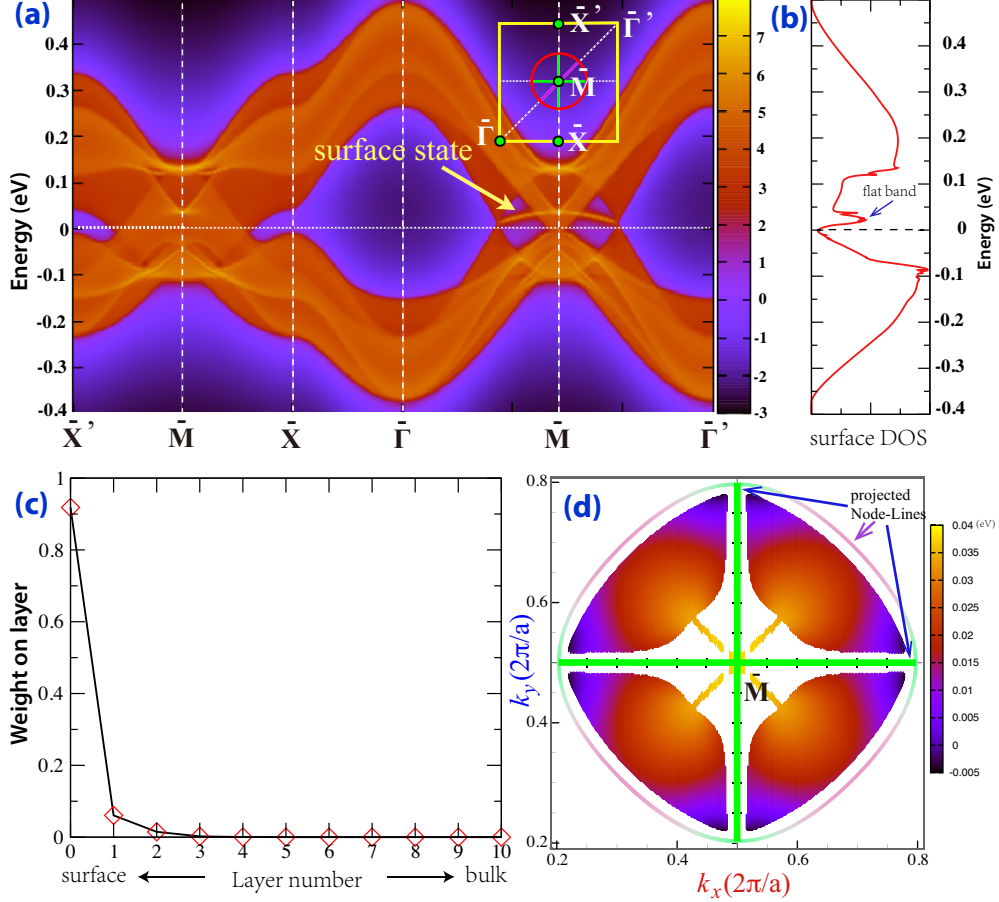 (a)
Energy (eV)
0.4
0.3
0.2
0.1
0
-0.1
-0.2
-0.3
-0.4
X̄'
M̄
X̄
Γ̄
M̄
Γ̄'
surface state
X̄'
Γ̄'
M̄
Γ̄
X̄
7
6
5
4
3
2
1
0
-1
-2
-3
(b)
flat band
0.4
0.3
0.2
0.1
0
-0.1
-0.2
-0.3
-0.4
Energy (eV)
surface DOS
(c)
Weight on layer
1
0.8
0.6
0.4
0.2
0
0 1 2 3 4 5 6 7 8 9 10
surface Layer number bulk
(d)
projected
Node-Lines
M̄
k_y (2π/a)
0.8
0.6
0.4
0.2
0.2 0.4 0.6 0.8
k_x (2π/a)
0.04 (eV)
0.035
0.03
0.025
0.02
0.015
0.01
0.005
0
-0.005